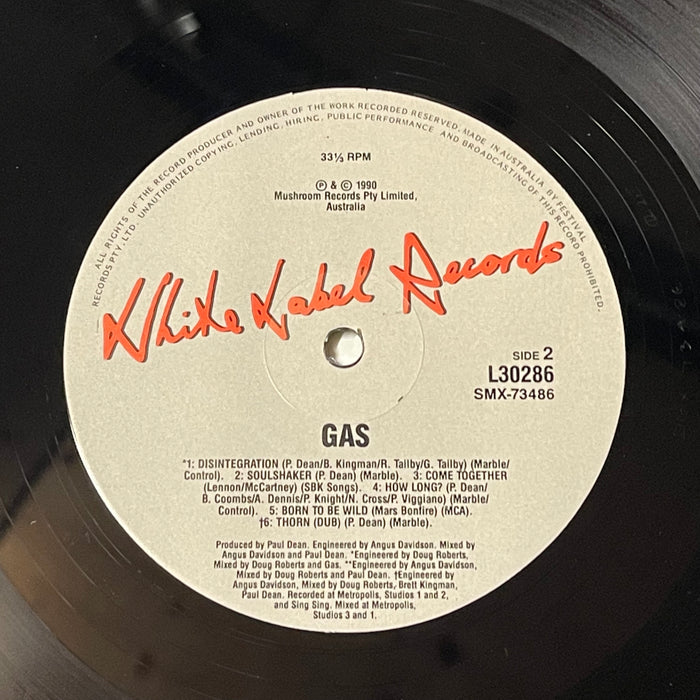 ALL RIGHTS OF THE RECORD PRODUCER AND OWNER OF THE WORK RECORDED RESERVED. MADE IN AUSTRALIA BY FESTIVAL
RECORDS PTY. LTD. UNAUTHORIZED COPYING, LENDING, HIRING, PUBLIC PERFORMANCE AND BROADCASTING OF THIS RECORD PROHIBITED.
33⅓ RPM
℗ & © 1990
Mushroom Records Pty Limited,
Australia
White Label Records
SIDE 2
L30286
SMX-73486
GAS
*1: DISINTEGRATION (P. Dean/B. Kingman/R. Tailby/G. Tailby) (Marble/
Control). 2: SOULSHAKER (P. Dean) (Marble). 3: COME TOGETHER
(Lennon/McCartney) (SBK Songs). 4: HOW LONG? (P. Dean/
B. Coombs/A. Dennis/P. Knight/N. Cross/P. Viggiano) (Marble/
Control). 5: BORN TO BE WILD (Mars Bonfire) (MCA).
†6: THORN (DUB) (P. Dean) (Marble).
Produced by Paul Dean. Engineered by Angus Davidson. Mixed by
Angus Davidson and Paul Dean. *Engineered by Doug Roberts,
Mixed by Doug Roberts and Gas. **Engineered by Angus Davidson,
Mixed by Doug Roberts and Paul Dean. †Engineered by
Angus Davidson, Mixed by Doug Roberts, Brett Kingman,
Paul Dean. Recorded at Metropolis, Studios 1 and 2,
and Sing Sing. Mixed at Metropolis,
Studios 3 and 1.